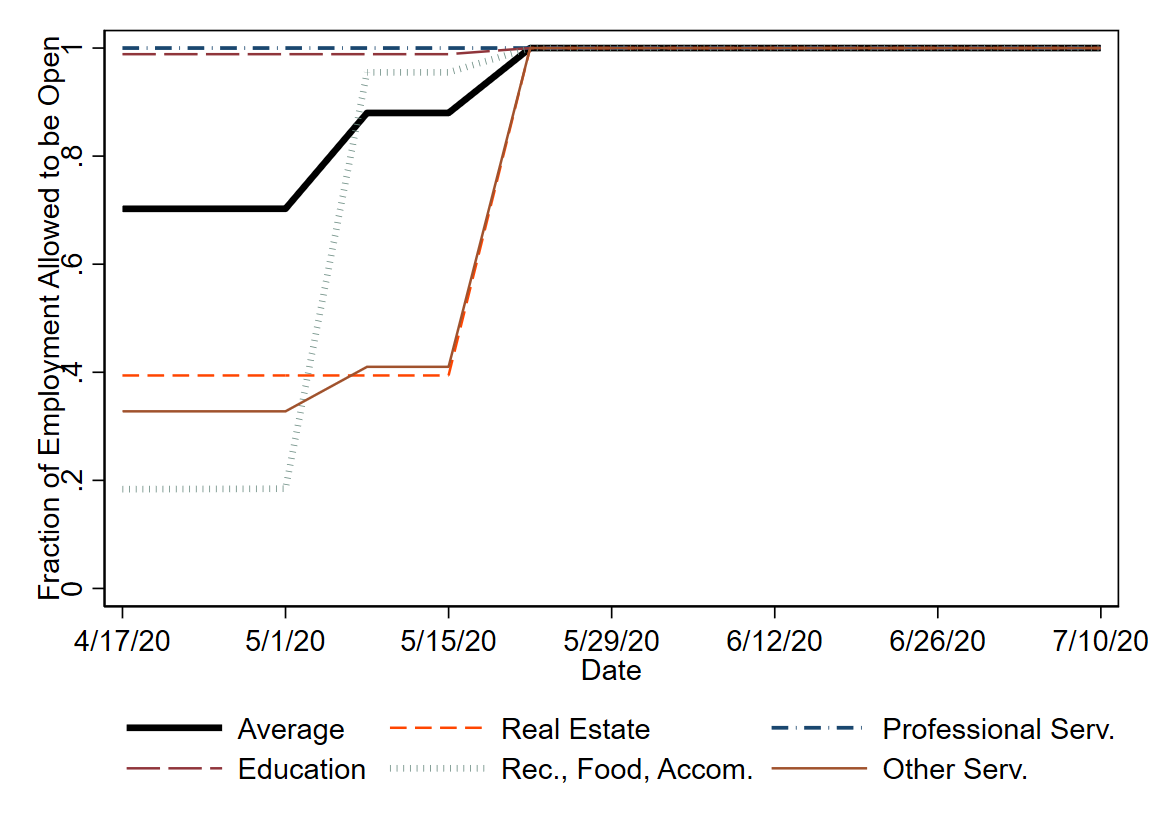 Fraction of Employment Allowed to be Open
1
.8
.6
.4
.2
0
4/17/20 5/1/20 5/15/20 5/29/20 6/12/20 6/26/20 7/10/20
Date
Average Real Estate Professional Serv.
Education Rec., Food, Accom. Other Serv.